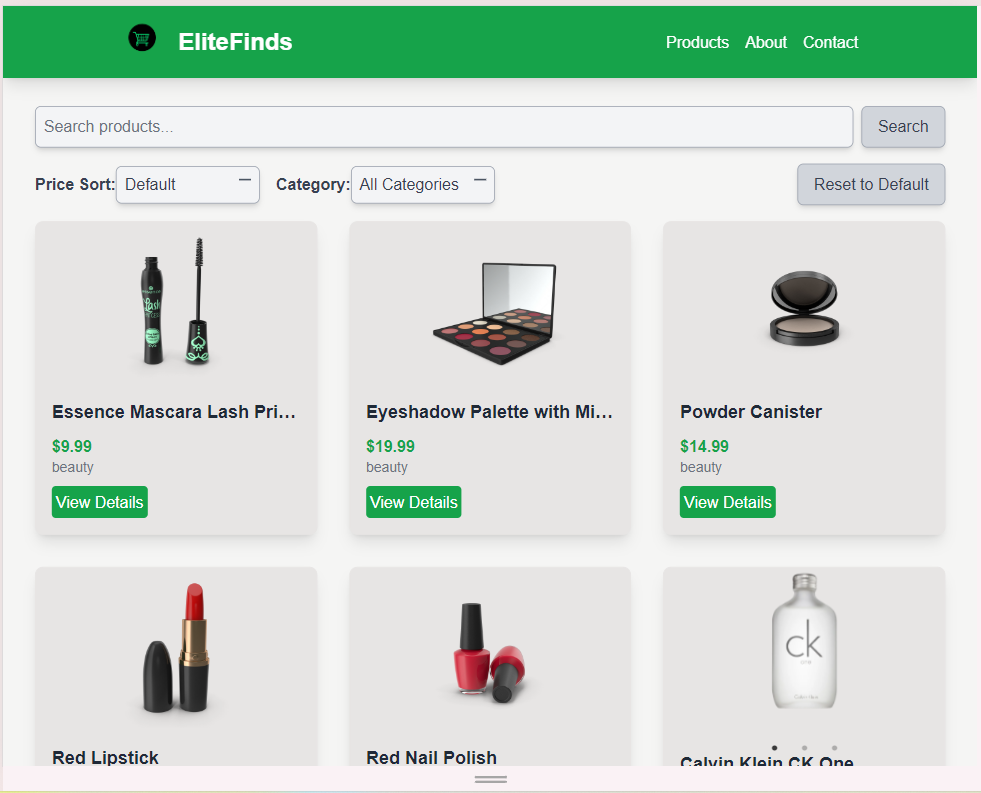 EliteFinds
Products About Contact
Search products...
Search
Price Sort: Default Category: All Categories Reset to Default
Essence Mascara Lash Pri...
$9.99
beauty
View Details
Eyeshadow Palette with Mi...
$19.99
beauty
View Details
Powder Canister
$14.99
beauty
View Details
Red Lipstick
Red Nail Polish
ck
one
Calvin Klein CK One